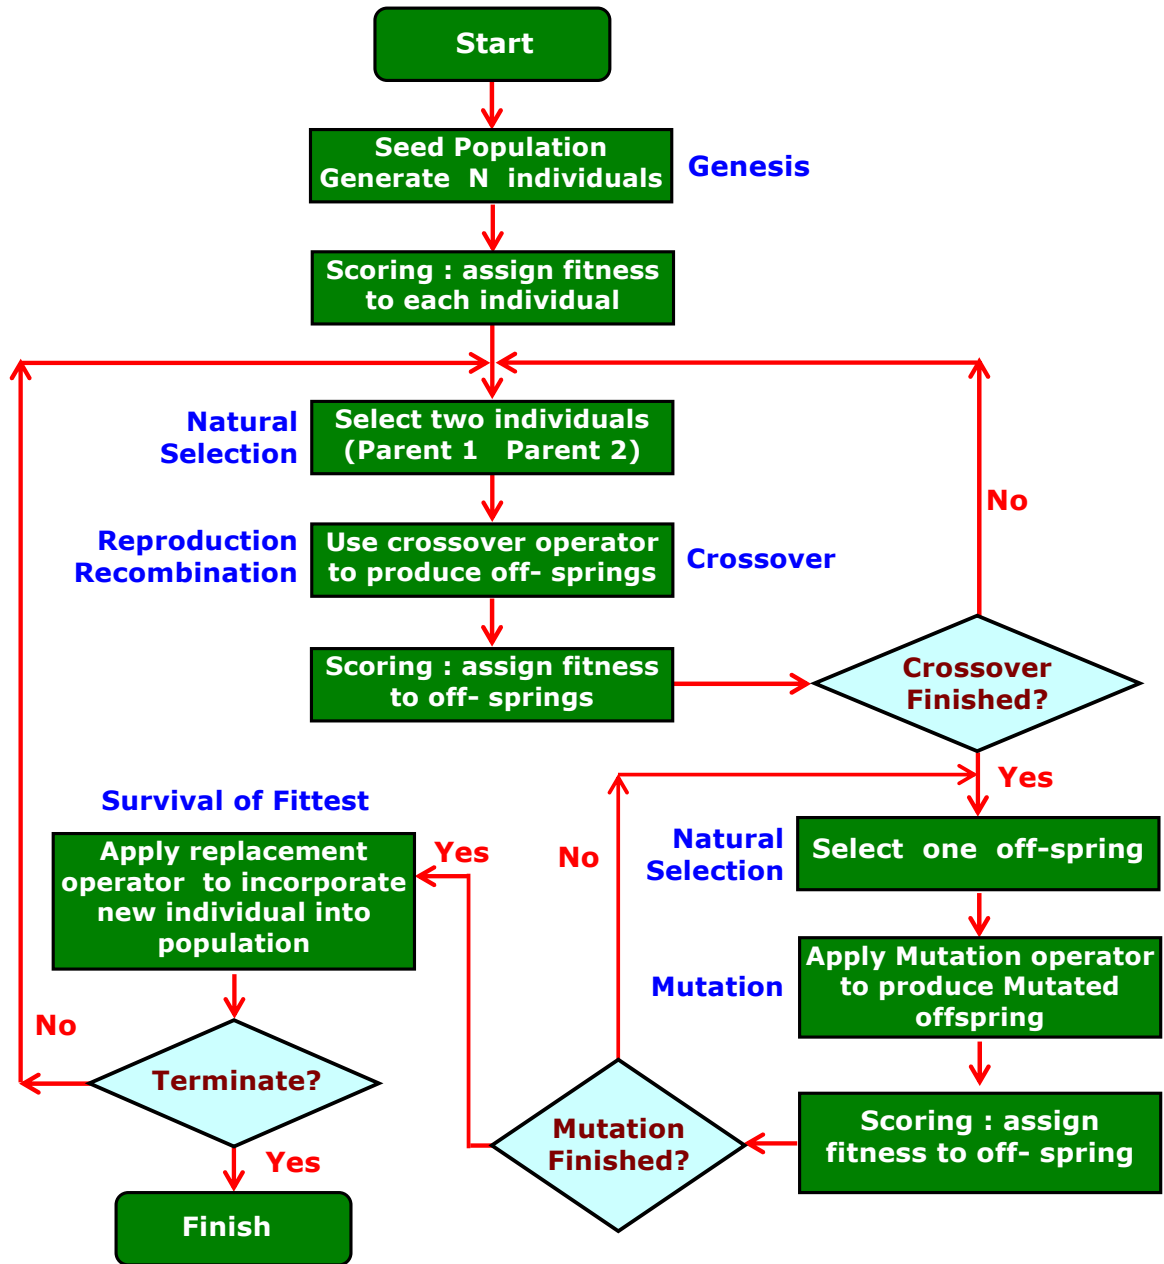 Start
Seed Population
Generate N individuals
Genesis
Scoring : assign fitness
to each individual
Natural
Selection
Select two individuals
(Parent 1 Parent 2)
No
Reproduction
Recombination
Use crossover operator
to produce off- springs
Crossover
Scoring : assign fitness
to off- springs
Crossover
Finished?
Yes
Survival of Fittest
Apply replacement
operator to incorporate
new individual into
population
Yes
No
Natural
Selection
Select one off-spring
Mutation
Apply Mutation operator
to produce Mutated
offspring
No
Terminate?
Mutation
Finished?
Scoring : assign
fitness to off- spring
Yes
Finish